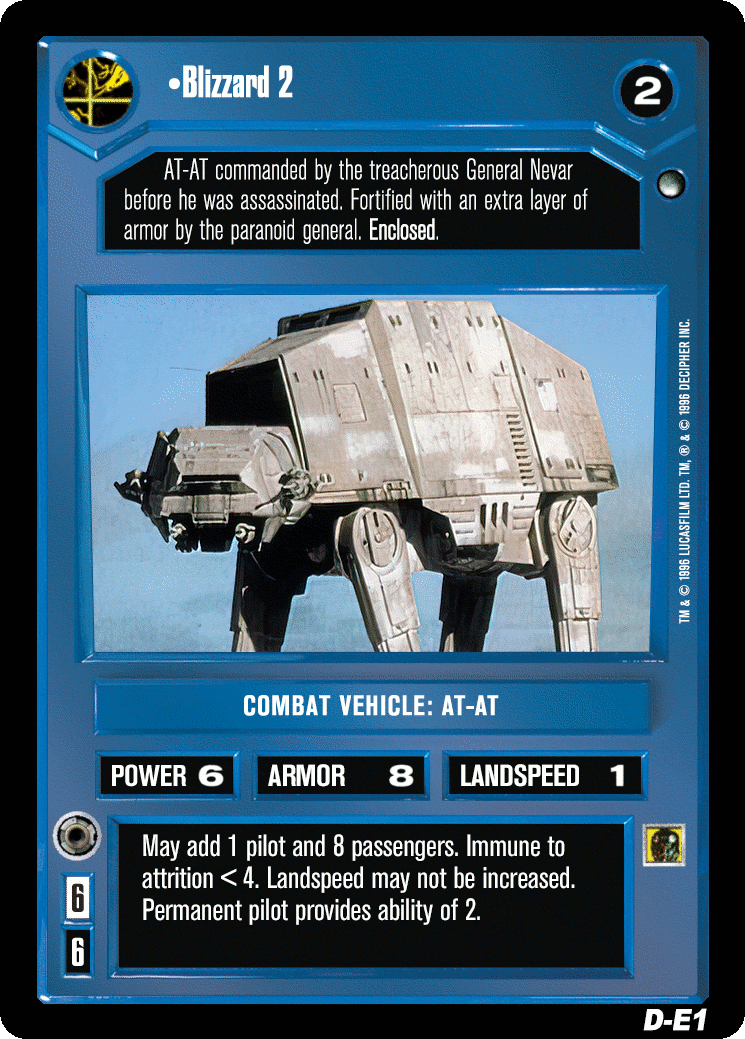 •Blizzard 2
2
AT-AT commanded by the treacherous General Nevar
before he was assassinated. Fortified with an extra layer of
armor by the paranoid general. Enclosed.
TM & © 1996 LUCASFILM LTD. TM, ® & © 1996 DECIPHER INC.
COMBAT VEHICLE: AT-AT
POWER 6
ARMOR 8
LANDSPEED 1
May add 1 pilot and 8 passengers. Immune to
attrition < 4. Landspeed may not be increased.
Permanent pilot provides ability of 2.
6
6
D-E1